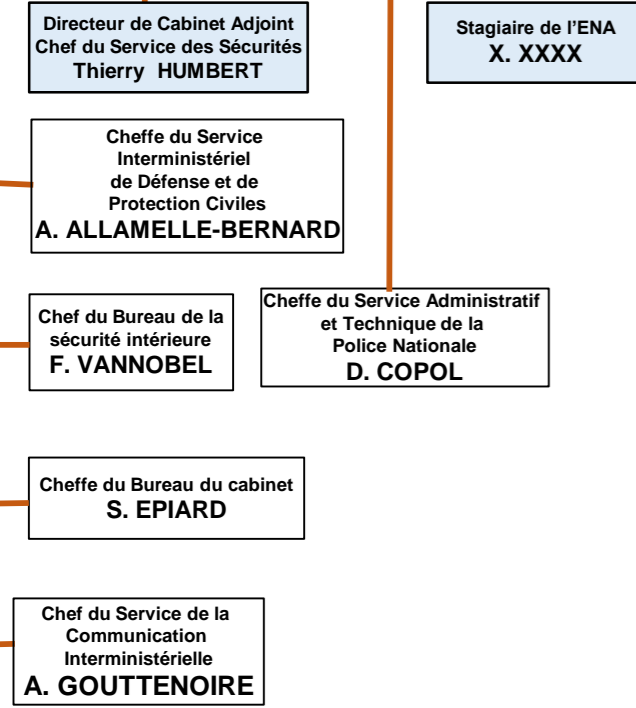 Directeur de Cabinet Adjoint
Chef du Service des Sécurités
Thierry HUMBERT
Stagiaire de l’ENA
X. XXXX
Cheffe du Service
Interministériel
de Défense et de
Protection Civiles
A. ALLAMELLE-BERNARD
Chef du Bureau de la
sécurité intérieure
F. VANNOBEL
Cheffe du Service Administratif
et Technique de la
Police Nationale
D. COPOL
Cheffe du Bureau du cabinet
S. EPIARD
Chef du Service de la
Communication
Interministérielle
A. GOUTTENOIRE